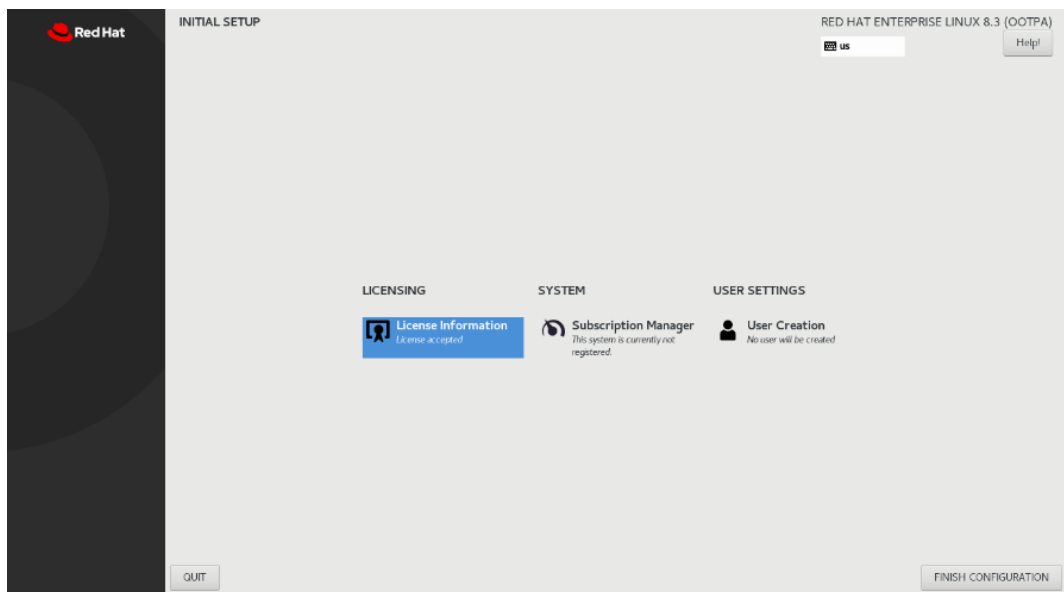 Red Hat
INITIAL SETUP
RED HAT ENTERPRISE LINUX 8.3 (OOTPA)
us
Help!
LICENSING
License Information
License accepted
SYSTEM
Subscription Manager
This system is currently not
registered.
USER SETTINGS
User Creation
No user will be created
QUIT
FINISH CONFIGURATION